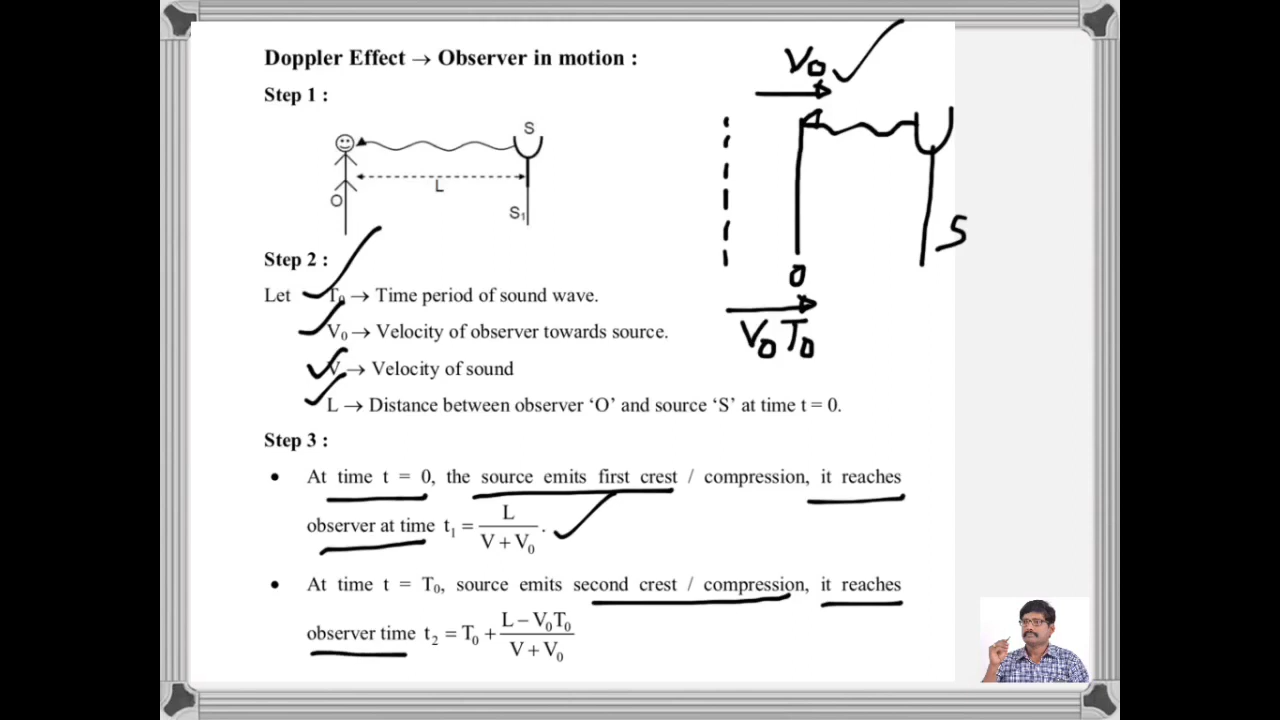 Doppler Effect → Observer in motion :
Step 1 :
S
L
O
S₁
V₀
O
S
V₀T₀
Step 2 :
Let T₀ → Time period of sound wave.
V₀ → Velocity of observer towards source.
V → Velocity of sound
L → Distance between observer ‘O’ and source ‘S’ at time t = 0.
Step 3 :
• At time t = 0, the source emits first crest / compression, it reaches
observer at time t₁ = L / (V + V₀) .
• At time t = T₀, source emits second crest / compression, it reaches
observer time t₂ = T₀ + (L – V₀T₀) / (V + V₀)